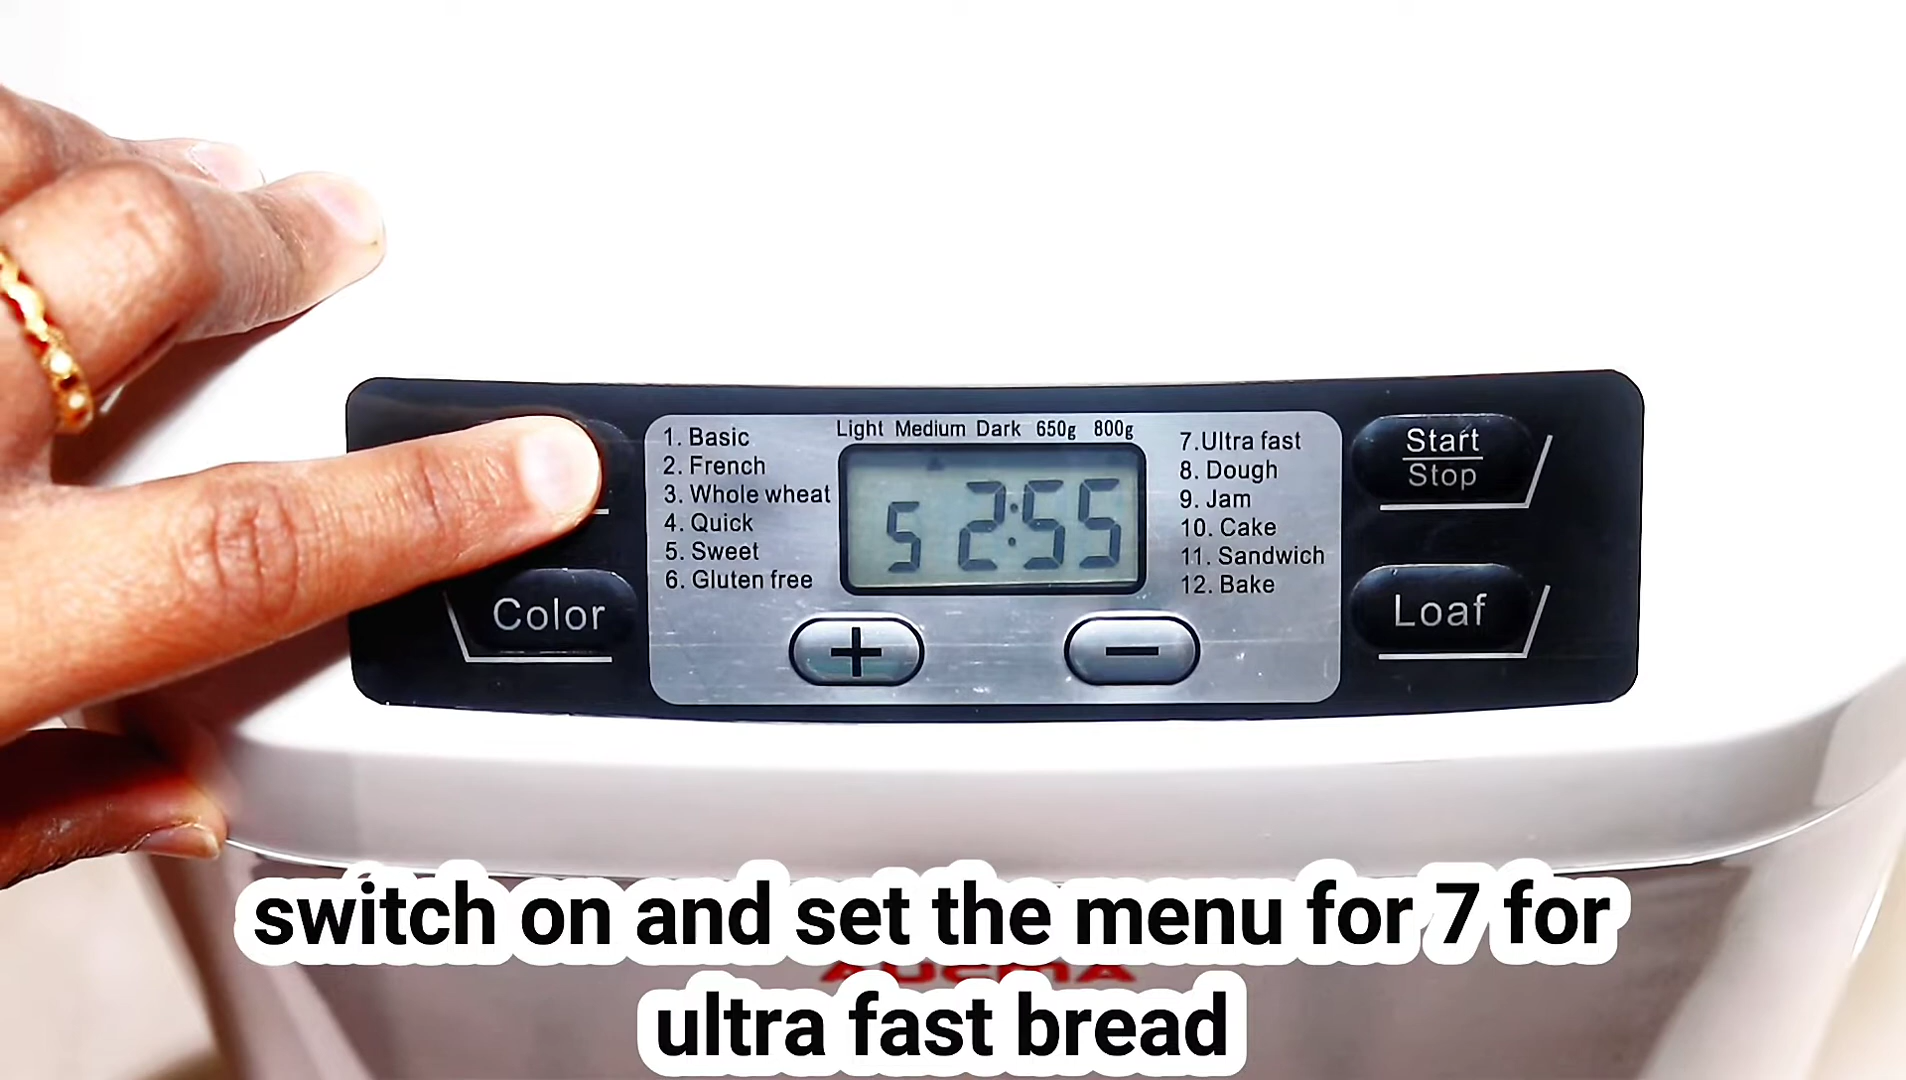 Light Medium Dark 650g 800g
1. Basic
2. French
3. Whole wheat
4. Quick
5. Sweet
6. Gluten free
5 2:55
7.Ultra fast
8. Dough
9. Jam
10. Cake
11. Sandwich
12. Bake
Start
Stop
Color
+
−
Loaf
switch on and set the menu for 7 for
ultra fast bread